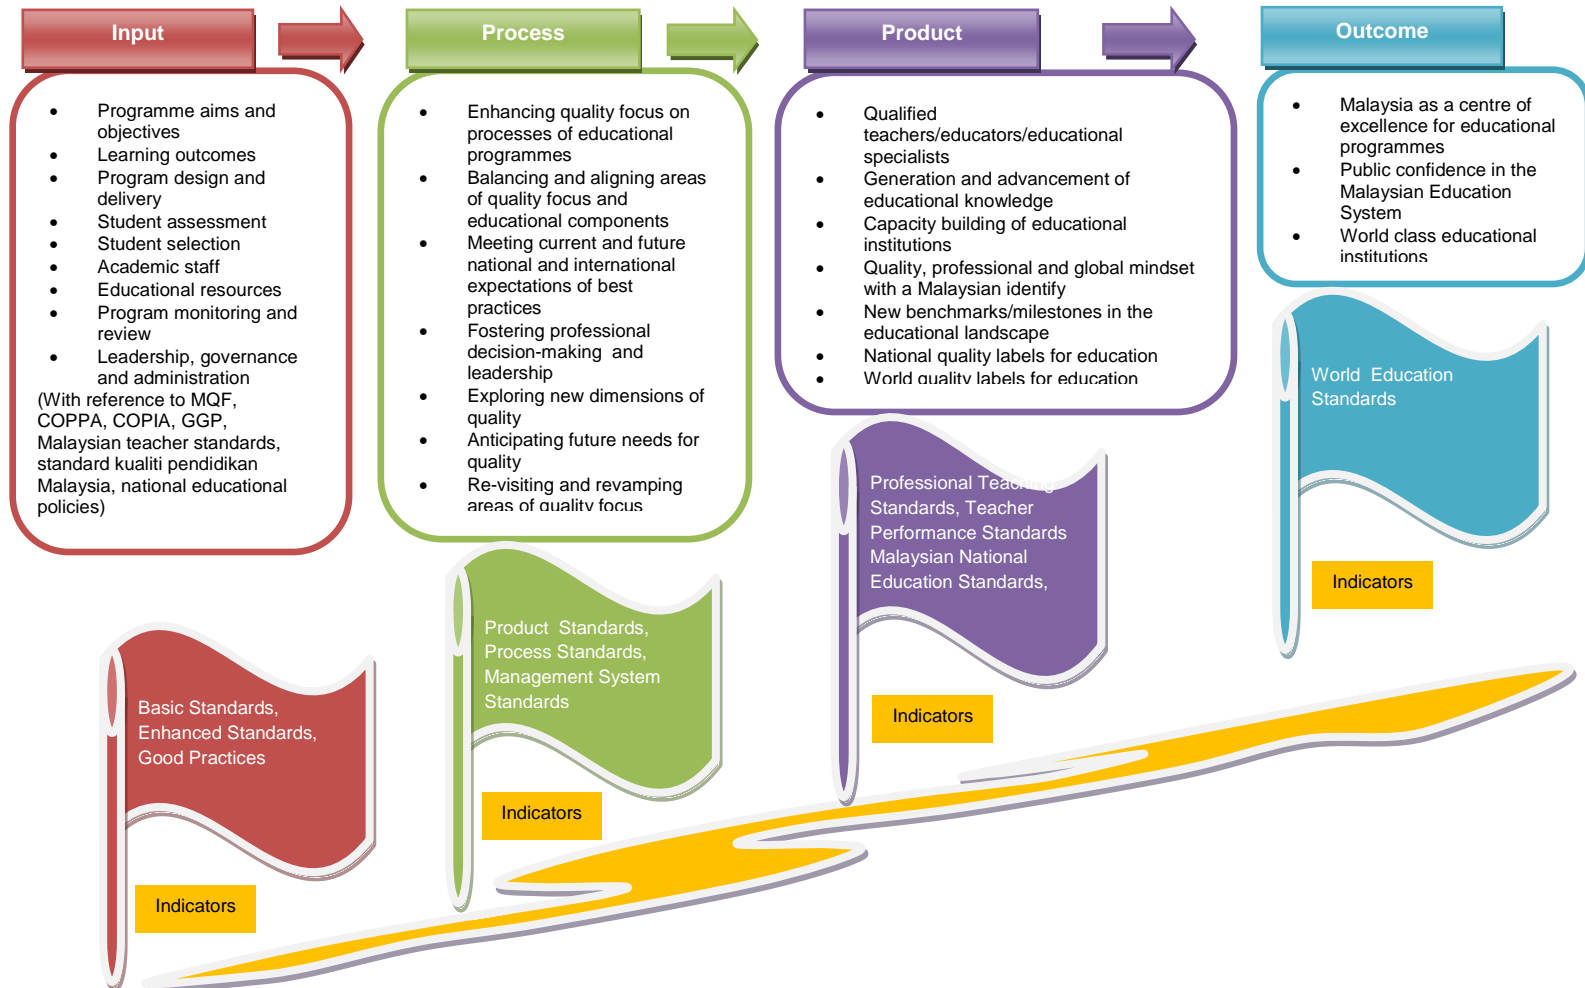 Input
Process
Product
Outcome
• Programme aims and
objectives
• Learning outcomes
• Program design and
delivery
• Student assessment
• Student selection
• Academic staff
• Educational resources
• Program monitoring and
review
• Leadership, governance
and administration
(With reference to MQF,
COPPA, COPIA, GGP,
Malaysian teacher standards,
standard kualiti pendidikan
Malaysia, national educational
policies)
• Enhancing quality focus on
processes of educational
programmes
• Balancing and aligning areas
of quality focus and
educational components
• Meeting current and future
national and international
expectations of best
practices
• Fostering professional
decision-making and
leadership
• Exploring new dimensions of
quality
• Anticipating future needs for
quality
• Re-visiting and revamping
areas of quality focus
• Qualified
teachers/educators/educational
specialists
• Generation and advancement of
educational knowledge
• Capacity building of educational
institutions
• Quality, professional and global mindset
with a Malaysian identify
• New benchmarks/milestones in the
educational landscape
• National quality labels for education
• World quality labels for education
• Malaysia as a centre of
excellence for educational
programmes
• Public confidence in the
Malaysian Education
System
• World class educational
institutions
Basic Standards,
Enhanced Standards,
Good Practices
Indicators
Product Standards,
Process Standards,
Management System
Standards
Indicators
Professional Teaching
Standards, Teacher
Performance Standards
Malaysian National
Education Standards,
Indicators
World Education
Standards
Indicators